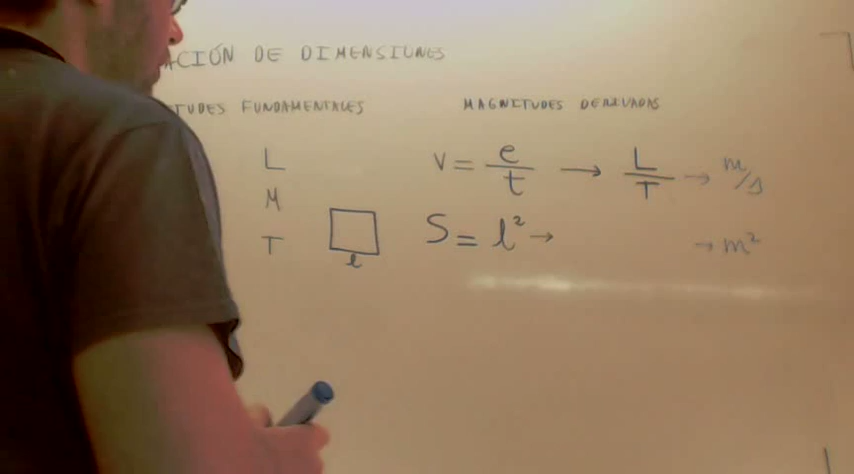 ACIÓN DE DIMENSIONES
TUDES FUNDAMENTALES
MAGNITUDES DERIVADAS
L
M
T
l
V = e/t → L/T → m/s
S = l² → → m²